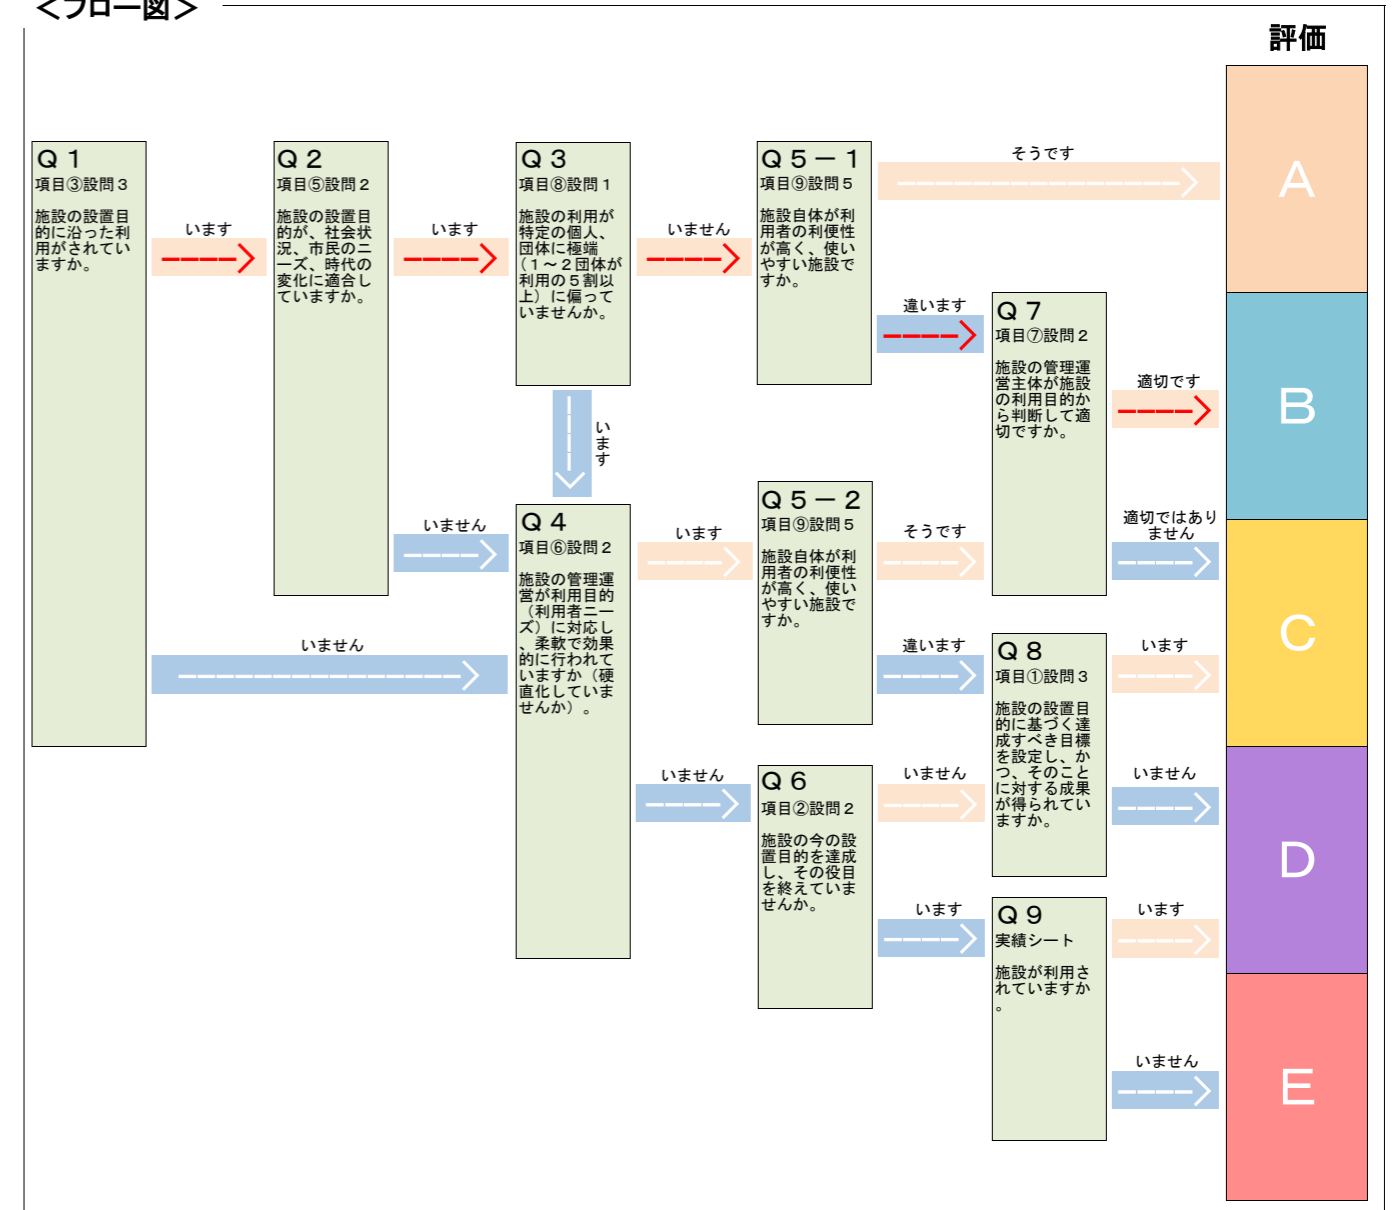 ＜フロー図＞
評価
Ｑ１
項目③設問３
施設の設置目
的に沿った利
用がされてい
ますか。
います
いません
Ｑ２
項目⑤設問２
施設の設置目
的が、社会状
況、市民のニ
ーズ、時代の
変化に適合し
ていますか。
います
いません
Ｑ３
項目⑧設問１
施設の利用が
特定の個人、
団体に極端
（１～２団体が
利用の５割以
上）に偏って
いませんか。
いません
います
Ｑ４
項目⑥設問２
施設の管理運
営が利用目的
（利用者ニー
ズ）に対応し
、柔軟で効果
的に行われて
いますか（硬
直化していま
せんか）。
います
いません
Ｑ５－１
項目⑨設問５
施設自体が利
用者の利便性
が高く、使い
やすい施設で
すか。
そうです
違います
Ｑ５－２
項目⑨設問５
施設自体が利
用者の利便性
が高く、使い
やすい施設で
すか。
そうです
違います
Ｑ６
項目②設問２
施設の今の設
置目的を達成
し、その役目
を終えていま
せんか。
いません
います
Ｑ７
項目⑦設問２
施設の管理運
営主体が施設
の利用目的か
ら判断して適
切ですか。
適切です
適切ではあり
ません
Ｑ８
項目①設問３
施設の設置目
的に基づく達
成すべき目標
を設定し、か
つ、そのこと
に対する成果
が得られてい
ますか。
います
いません
Ｑ９
実績シート
施設が利用さ
れていますか
。
います
いません
Ａ
Ｂ
Ｃ
Ｄ
Ｅ